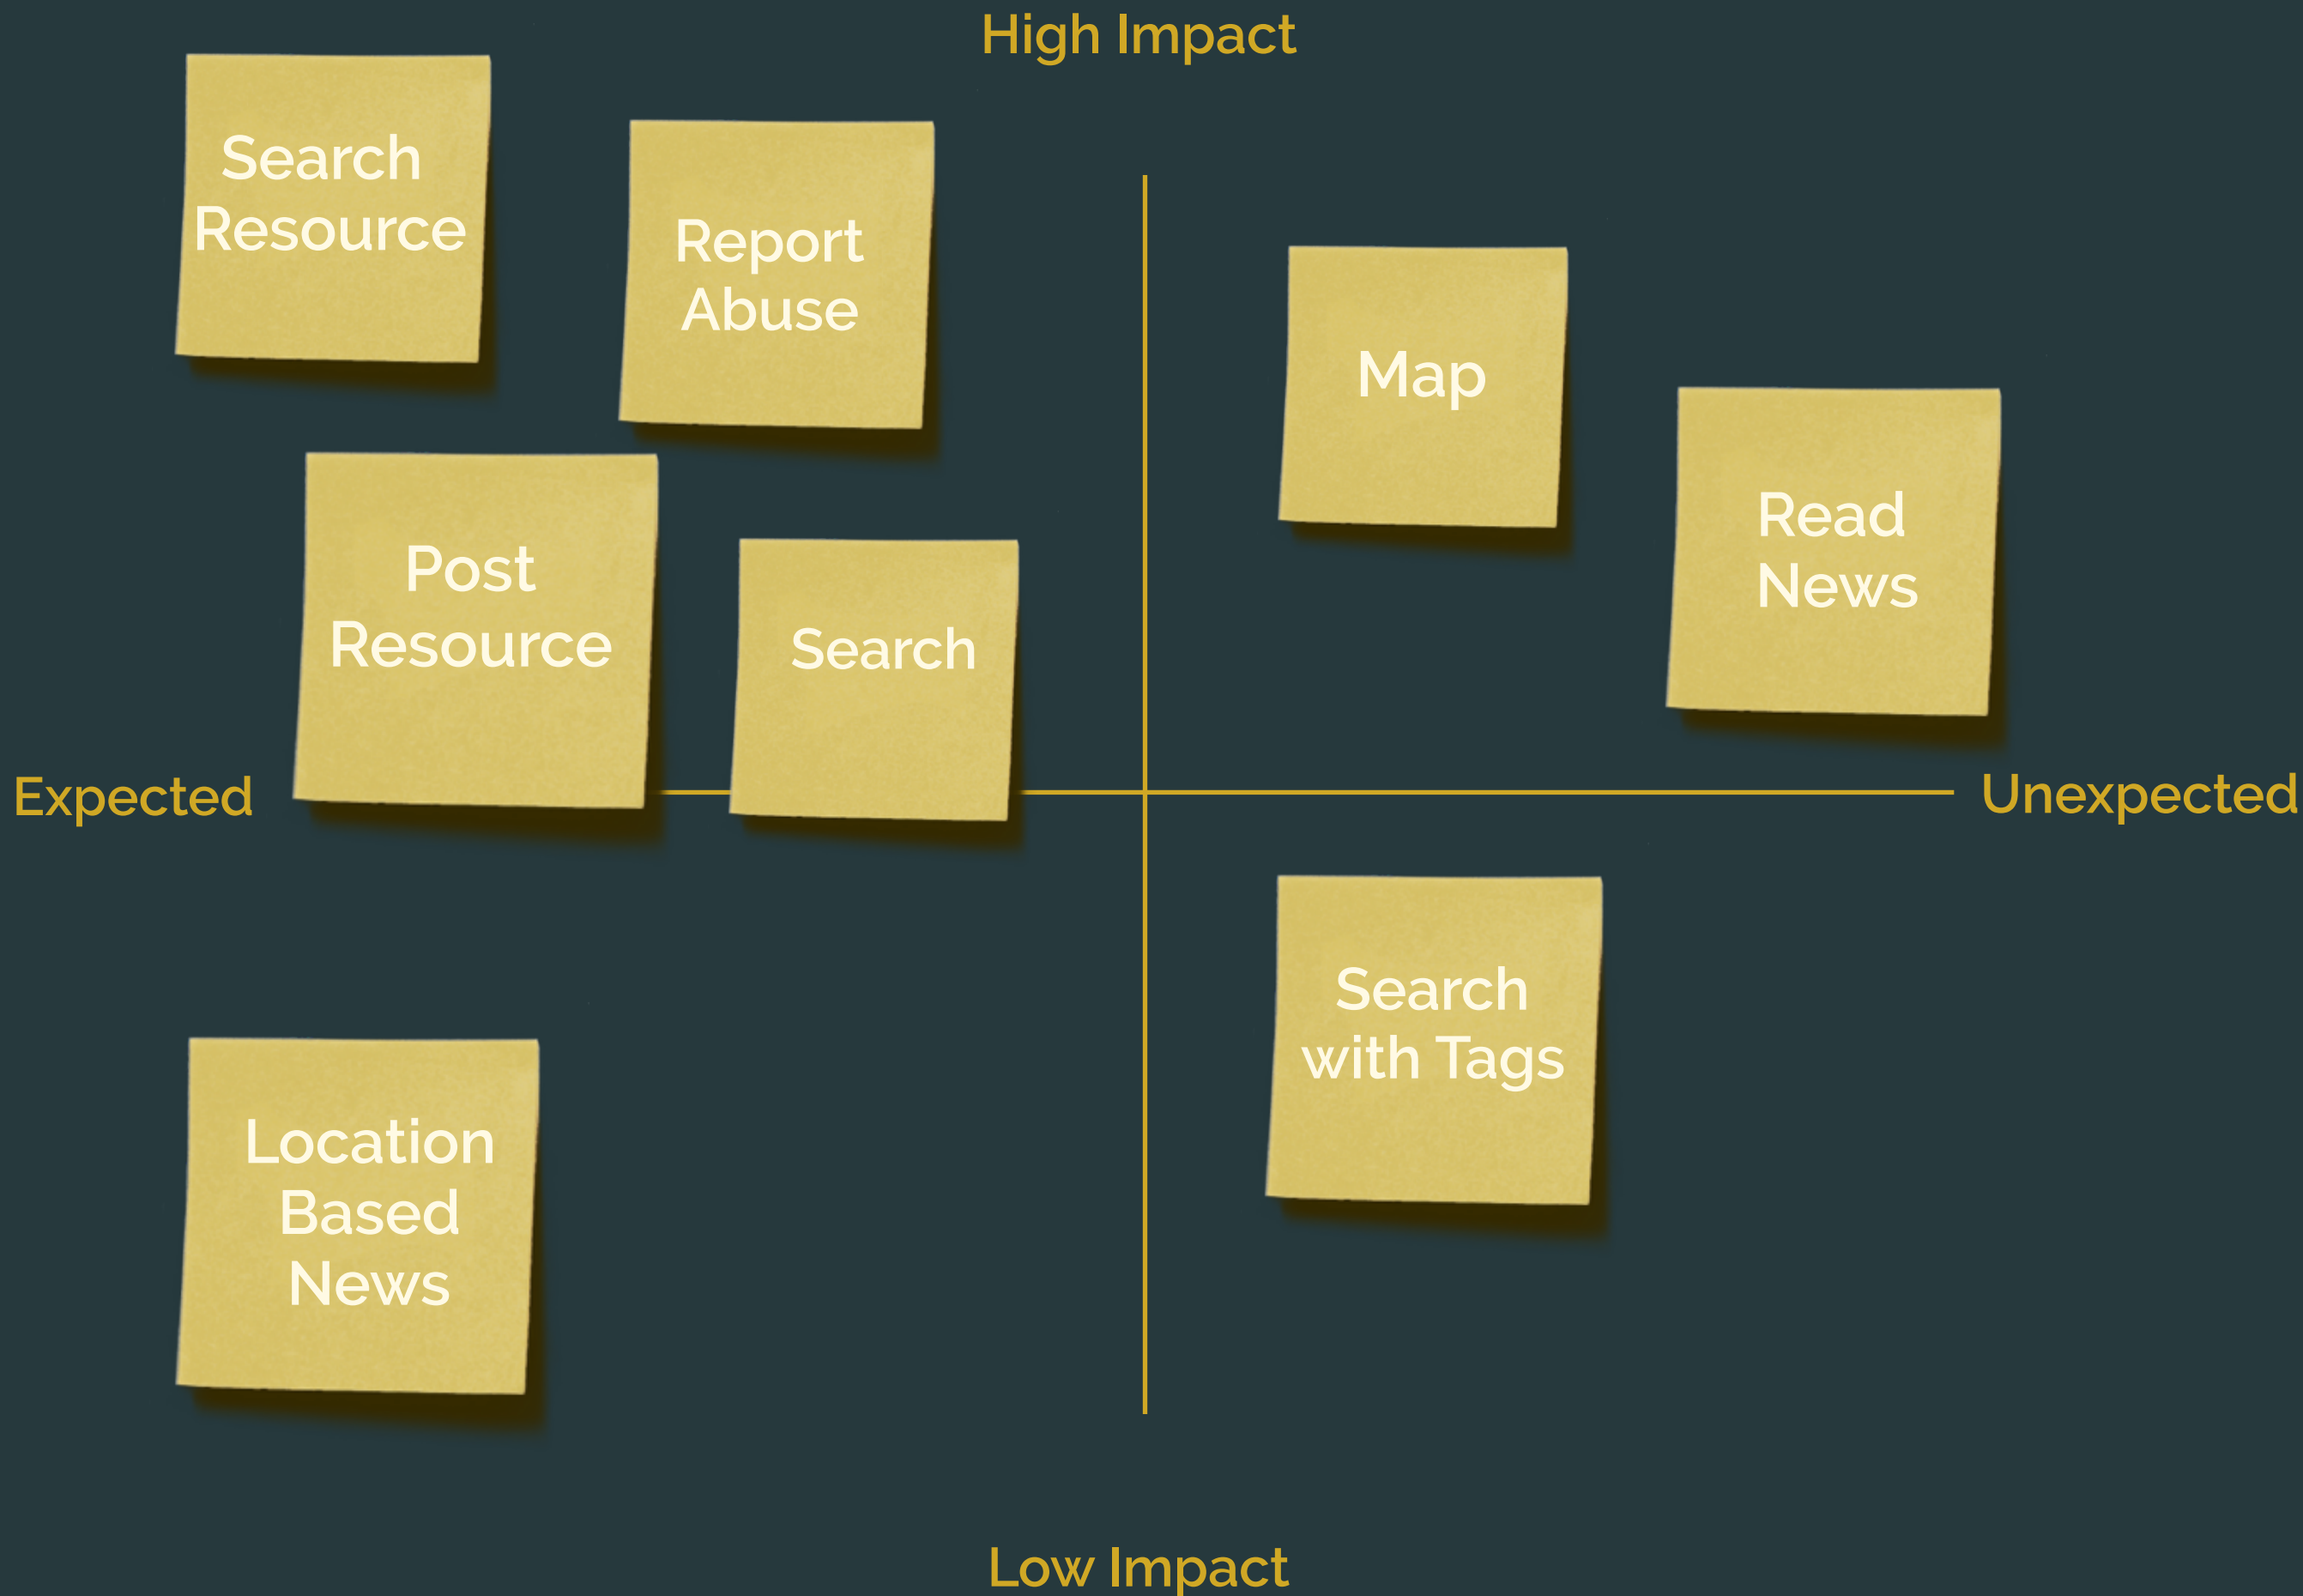 High Impact
Search
Resource
Report
Abuse
Map
Read
News
Post
Resource
Search
Expected
Unexpected
Search
with Tags
Location
Based
News
Low Impact